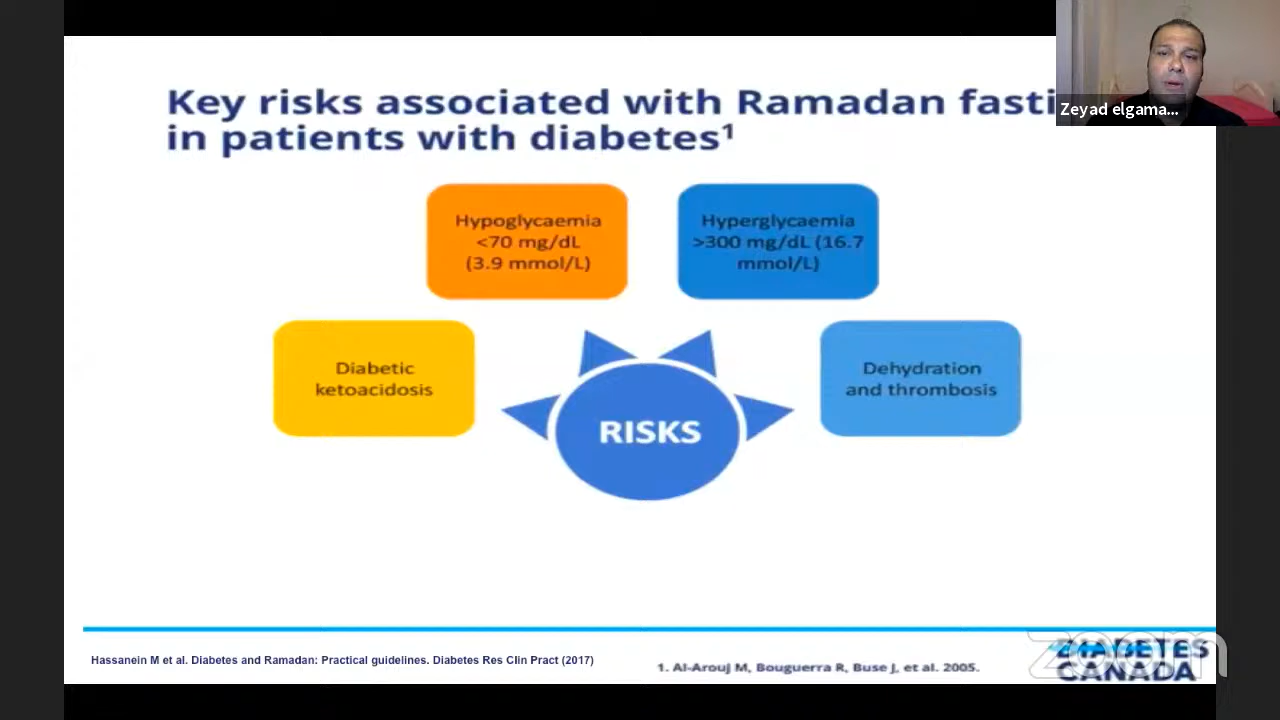 Key risks associated with Ramadan fasti
in patients with diabetes¹
Hypoglycaemia
<70 mg/dL
(3.9 mmol/L)
Hyperglycaemia
>300 mg/dL (16.7
mmol/L)
Diabetic
ketoacidosis
Dehydration
and thrombosis
RISKS
Zeyad elgama...
Hassanein M et al. Diabetes and Ramadan: Practical guidelines. Diabetes Res Clin Pract (2017)
1. Al-Arouj M, Bouguerra R, Buse J, et al. 2005.
DIABETES
CANADA
zoom